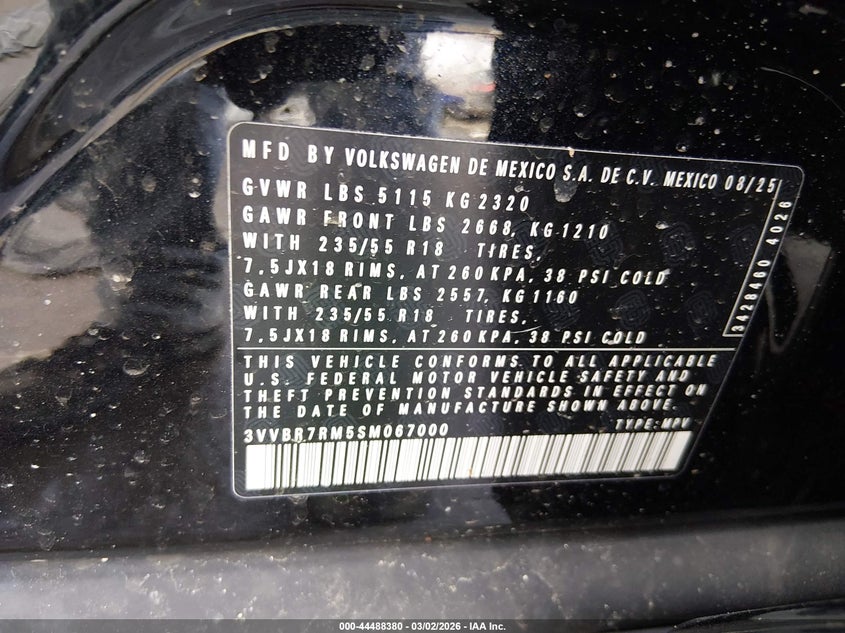 MFD BY VOLKSWAGEN DE MEXICO S.A. DE C.V. MEXICO 08/25
GVWR LBS 5115 KG 2320
GAWR FRONT LBS 2668, KG 1210
WITH 235/55 R18 TIRES,
7,5JX18 RIMS, AT 260 KPA, 38 PSI COLD
GAWR REAR LBS 2557, KG 1160
WITH 235/55 R18 TIRES,
7,5JX18 RIMS, AT 260 KPA, 38 PSI COLD
3428460 4026
THIS VEHICLE CONFORMS TO ALL APPLICABLE
U.S. FEDERAL MOTOR VEHICLE SAFETY AND
THEFT PREVENTION STANDARDS IN EFFECT ON
THE DATE OF MANUFACTURE SHOWN ABOVE.
3VVBR7RM5SM067000 TYPE: MPV
000-44488380 - 03/02/2026 - IAA Inc.